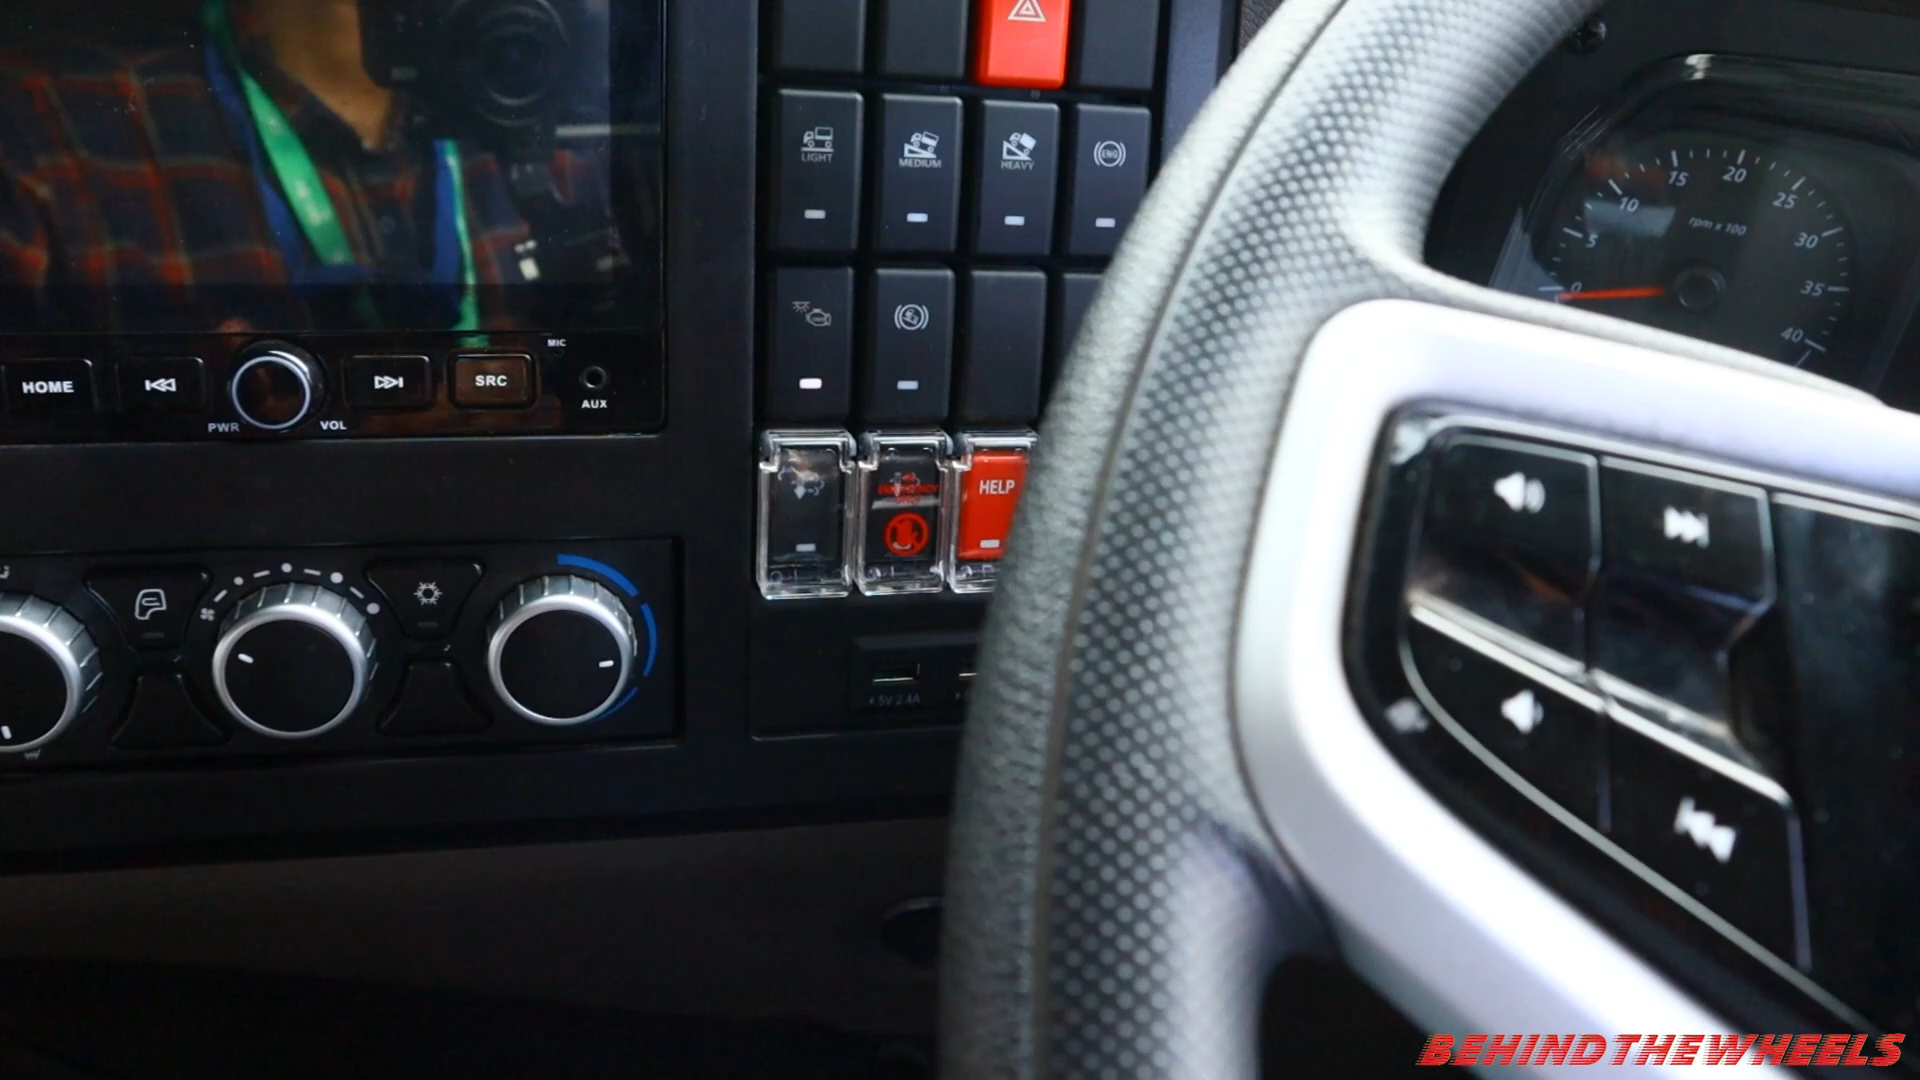 LIGHT
MEDIUM
HEAVY
ENG
5
10
15
20
25
30
35
40
0
rpm x 100
MIC
HOME
SRC
AUX
PWR
VOL
EMERGENCY
HELP
5V 2.4A
BEHINDTHEWHEELS